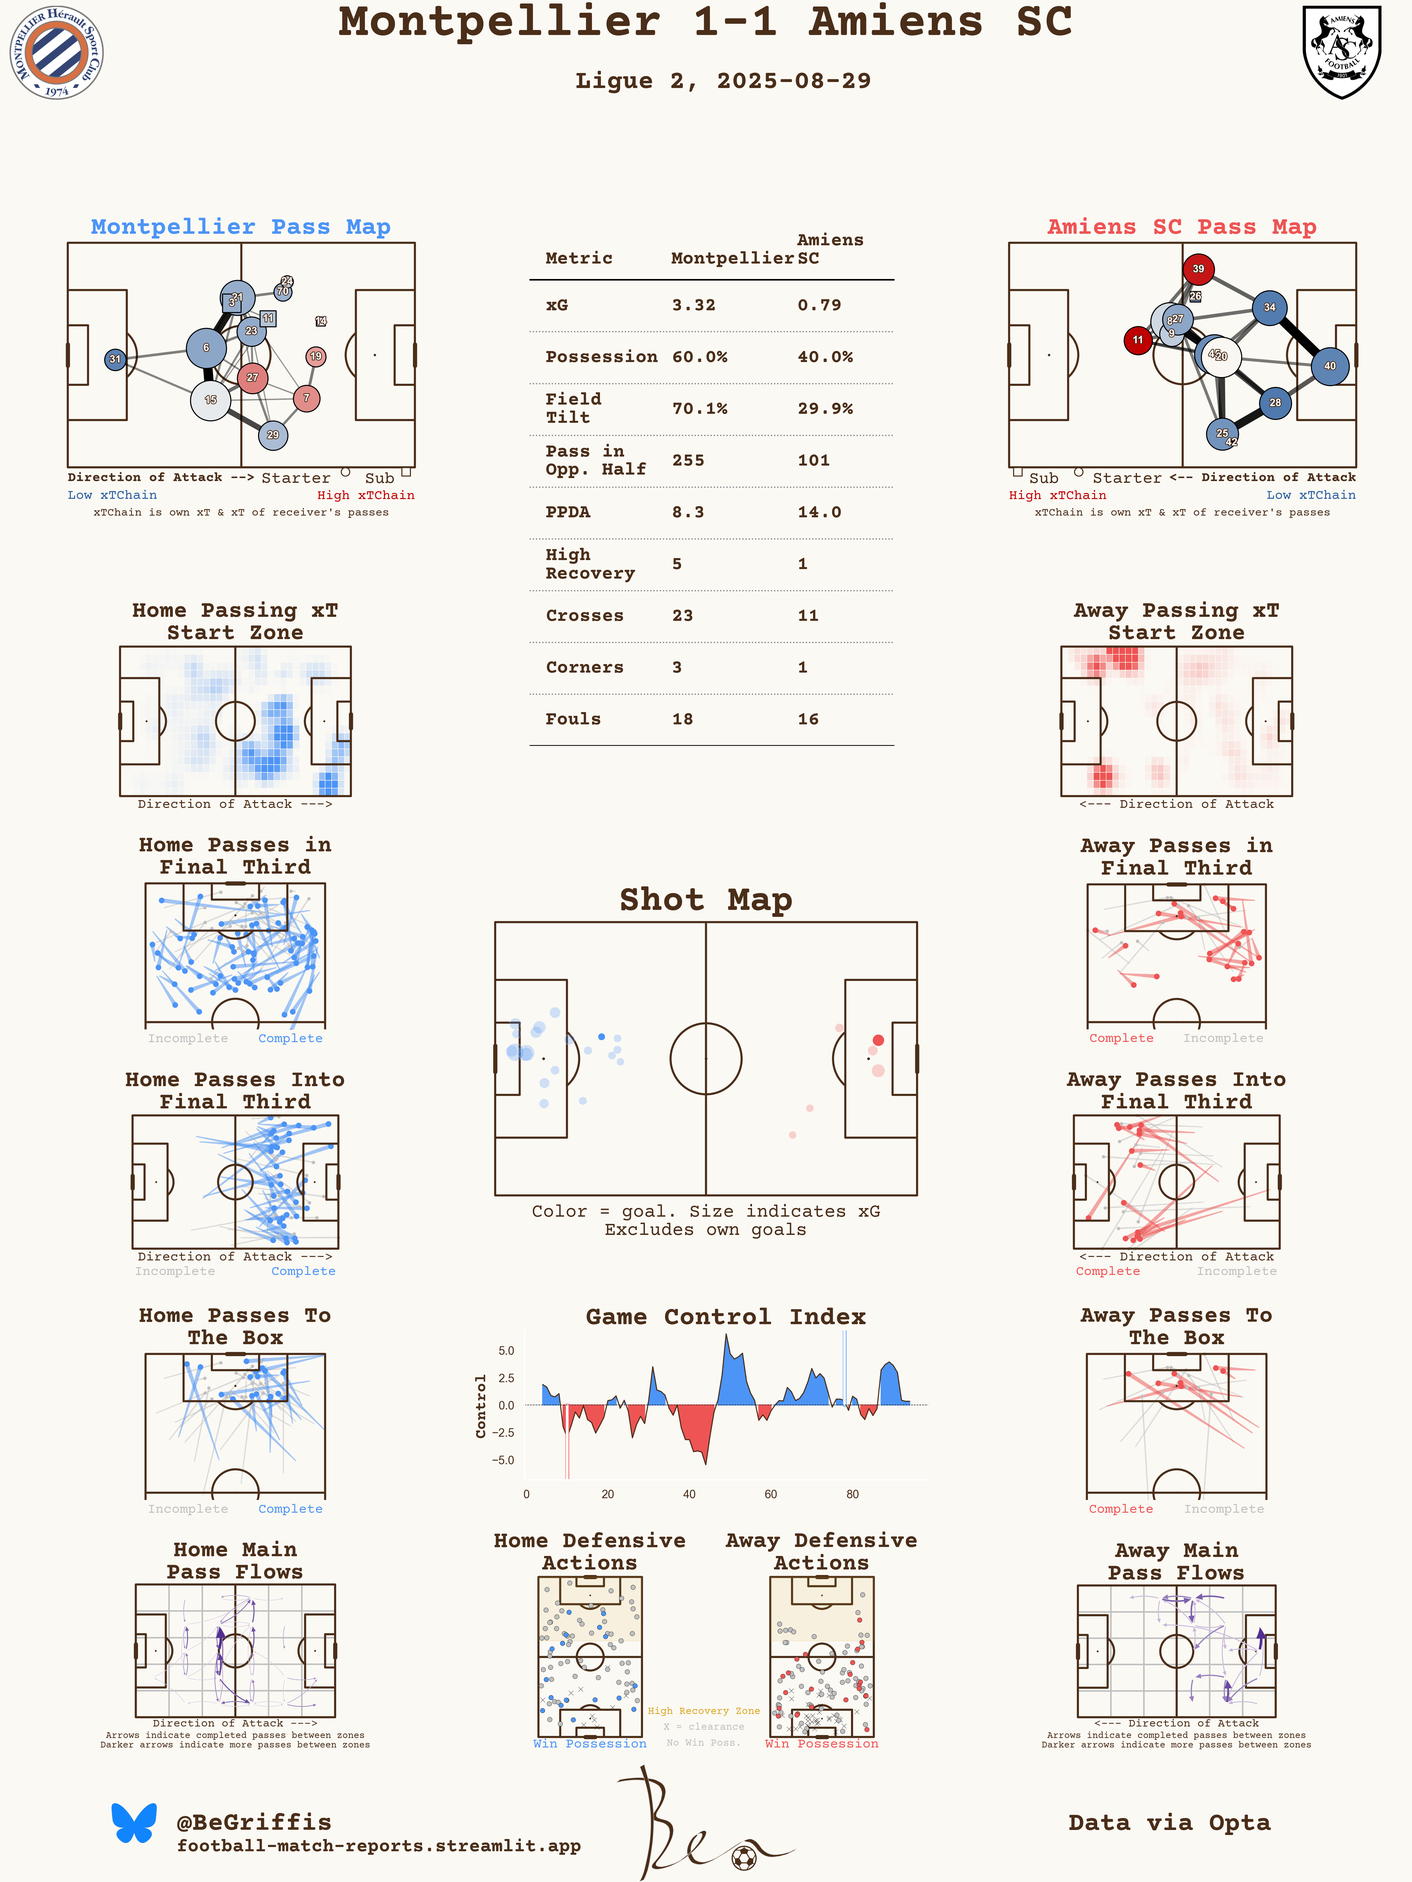 Montpellier 1-1 Amiens SC
Ligue 2, 2025-08-29
MONTPELLIER Hérault Sport Club
1974
AMIENS
ASC
FOOTBALL
Montpellier Pass Map
31
6
15
21
3
23
11
27
29
7
19
14
70
24
Direction of Attack --> Starter Sub
Low xTChain High xTChain
xTChain is own xT & xT of receiver's passes
Metric Montpellier Amiens SC
xG 3.32 0.79
Possession 60.0% 40.0%
Field Tilt 70.1% 29.9%
Pass in Opp. Half 255 101
PPDA 8.3 14.0
High Recovery 5 1
Crosses 23 11
Corners 3 1
Fouls 18 16
Amiens SC Pass Map
39
26
34
8
27
9
11
20
40
28
25
42
Sub Starter <-- Direction of Attack
High xTChain Low xTChain
xTChain is own xT & xT of receiver's passes
Home Passing xT
Start Zone
Direction of Attack --->
Away Passing xT
Start Zone
<--- Direction of Attack
Home Passes in
Final Third
Incomplete Complete
Away Passes in
Final Third
Complete Incomplete
Shot Map
Color = goal. Size indicates xG
Excludes own goals
Home Passes Into
Final Third
Direction of Attack --->
Incomplete Complete
Away Passes Into
Final Third
<--- Direction of Attack
Complete Incomplete
Home Passes To
The Box
Incomplete Complete
Game Control Index
Control
5.0
2.5
0.0
−2.5
−5.0
0 20 40 60 80
Away Passes To
The Box
Complete Incomplete
Home Main
Pass Flows
Direction of Attack --->
Arrows indicate completed passes between zones
Darker arrows indicate more passes between zones
Home Defensive
Actions
Win Possession
Away Defensive
Actions
Win Possession
High Recovery Zone
X = clearance
No Win Poss.
Away Main
Pass Flows
<--- Direction of Attack
Arrows indicate completed passes between zones
Darker arrows indicate more passes between zones
@BeGriffis
football-match-reports.streamlit.app
Ben
Data via Opta